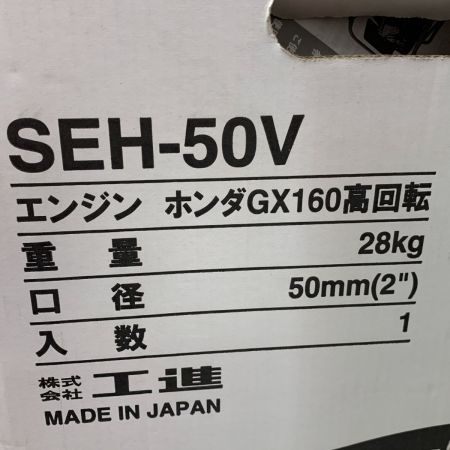 SEH-50V
エンジン ホンダGX160高回転
重量 28kg
口径 50mm(2")
入数 1
株式会社 工進
MADE IN JAPAN